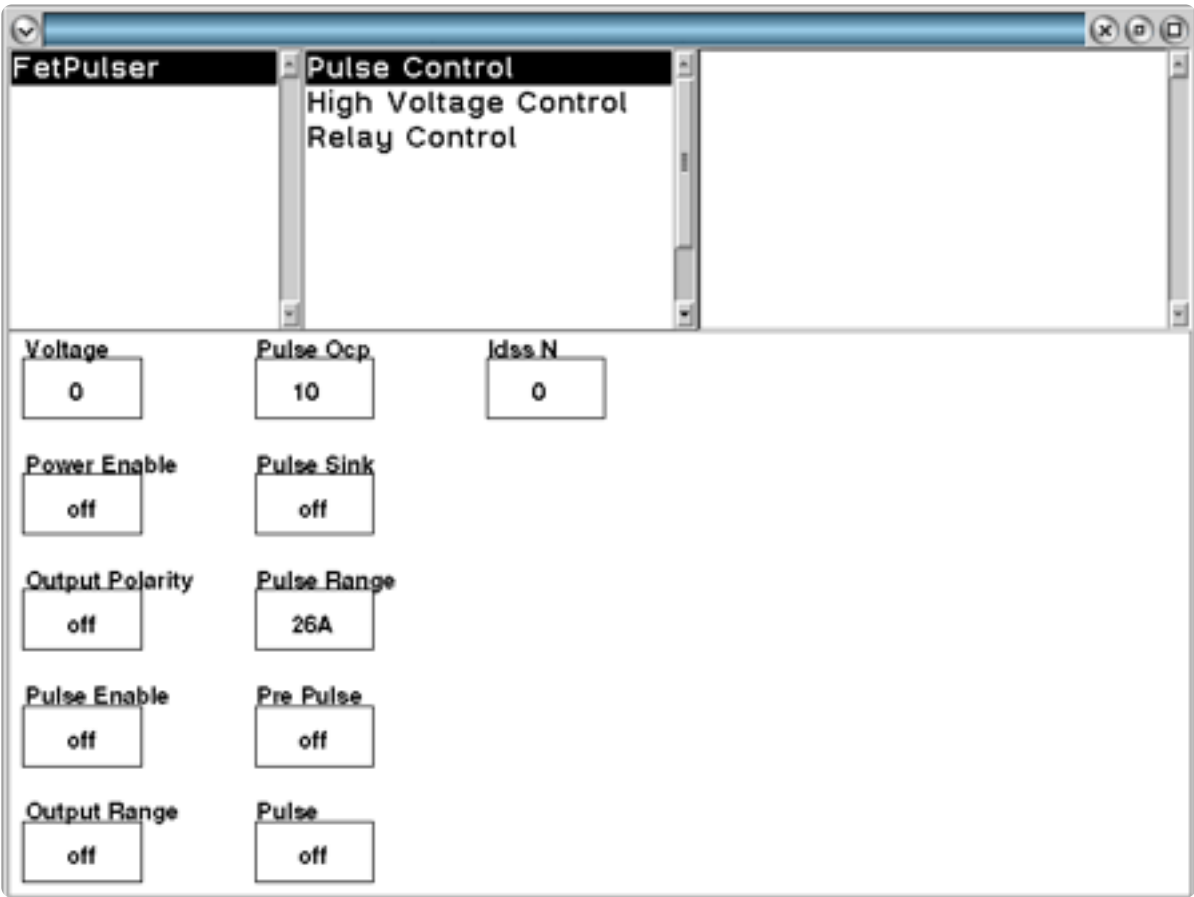 FetPulser
Pulse Control
High Voltage Control
Relay Control
Voltage Pulse Ocp Idss N
0 10 0
Power Enable Pulse Sink
off off
Output Polarity Pulse Range
off 26A
Pulse Enable Pre Pulse
off off
Output Range Pulse
off off